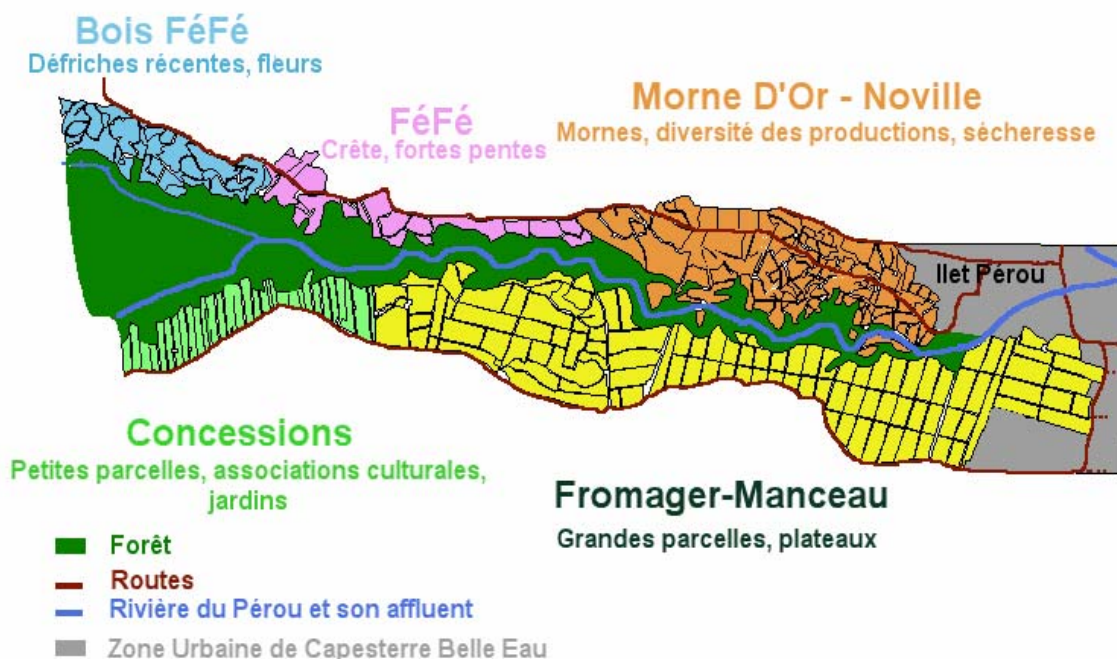 Bois FéFé
Défriches récentes, fleurs
FéFé
Crête, fortes pentes
Morne D'Or - Noville
Mornes, diversité des productions, sécheresse
Ilet Pérou
Concessions
Petites parcelles, associations culturales,
jardins
Fromager-Manceau
Grandes parcelles, plateaux
Forêt
Routes
Rivière du Pérou et son affluent
Zone Urbaine de Capesterre Belle Eau